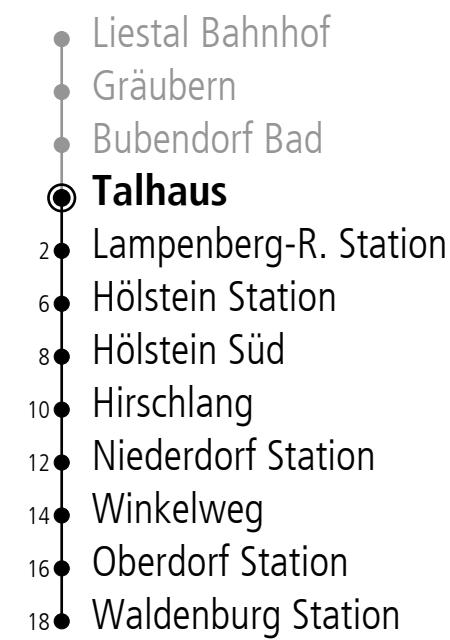 Liestal Bahnhof
Gräubern
Bubendorf Bad
Talhaus
2 Lampenberg-R. Station
6 Hölstein Station
8 Hölstein Süd
10 Hirschlang
12 Niederdorf Station
14 Winkelweg
16 Oberdorf Station
18 Waldenburg Station